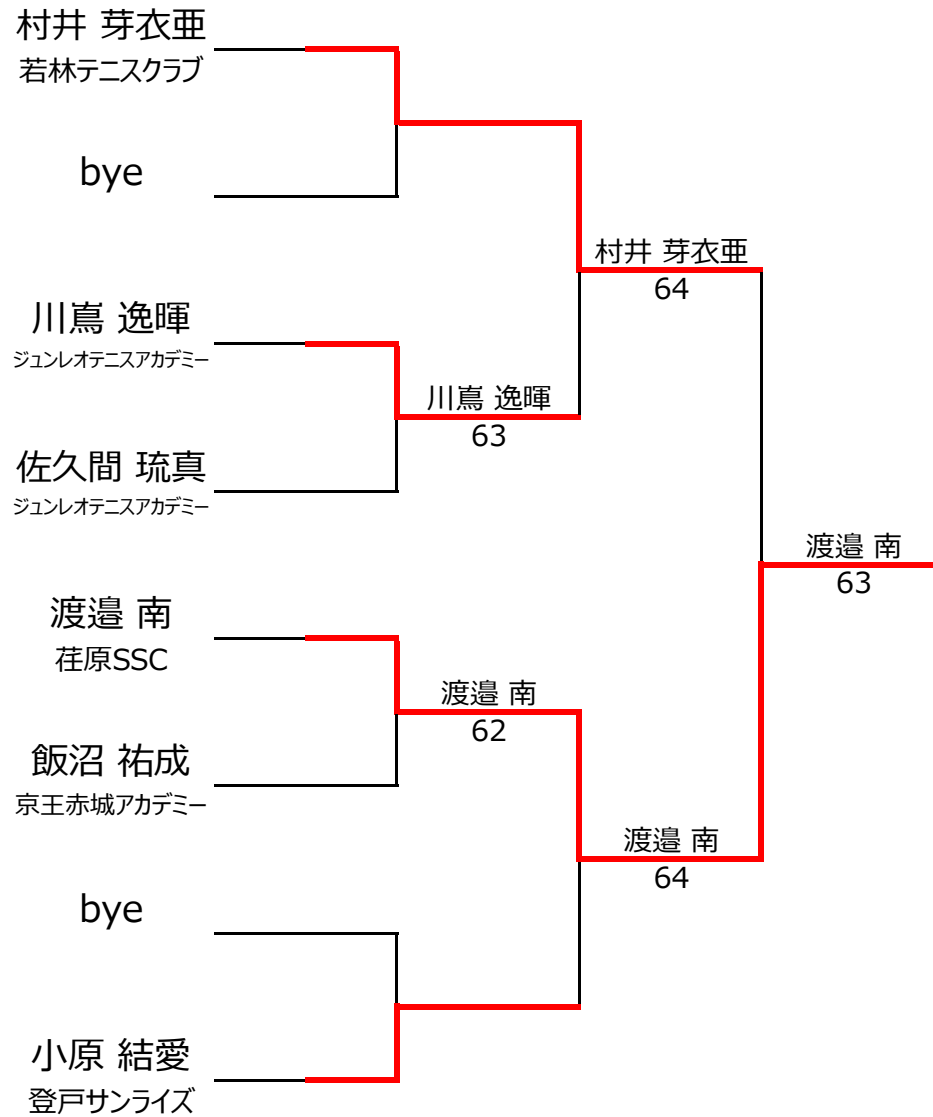 村井 芽衣亜
若林テニスクラブ
bye
村井 芽衣亜
64
川嶌 逸暉
ジュンレオテニスアカデミー
川嶌 逸暉
63
佐久間 琉真
ジュンレオテニスアカデミー
渡邉 南
63
渡邉 南
荏原SSC
渡邉 南
62
飯沼 祐成
京王赤城アカデミー
渡邉 南
64
bye
小原 結愛
登戸サンライズ